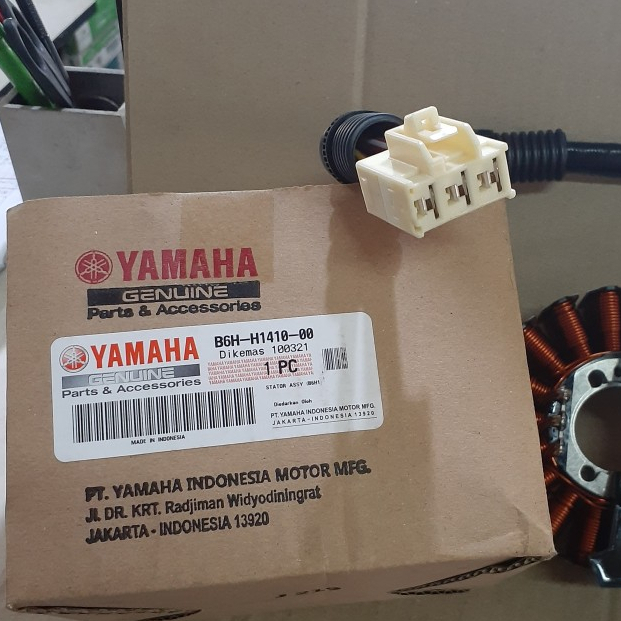 YAMAHA
GENUINE
Parts & Accessories
YAMAHA
GENUINE
Parts & Accessories
MADE IN INDONESIA
B6H-H1410-00
Dikemas 100321
1 PC
STATOR ASSY (B6H1)
Diedarkan Oleh
PT.YAMAHA INDONESIA MOTOR MFG.
JAKARTA-INDONESIA 13920
PT. YAMAHA INDONESIA MOTOR MFG.
Jl. DR. KRT. Radjiman Widyodiningrat
JAKARTA - INDONESIA 13920